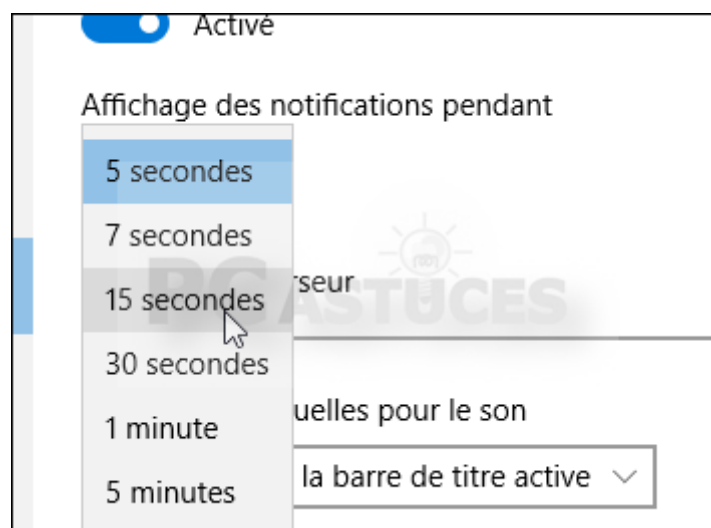 Activé
Affichage des notifications pendant
5 secondes
7 secondes
rseur
15 secondes
PC ASTUCES
30 secondes
uelles pour le son
1 minute
la barre de titre active
5 minutes